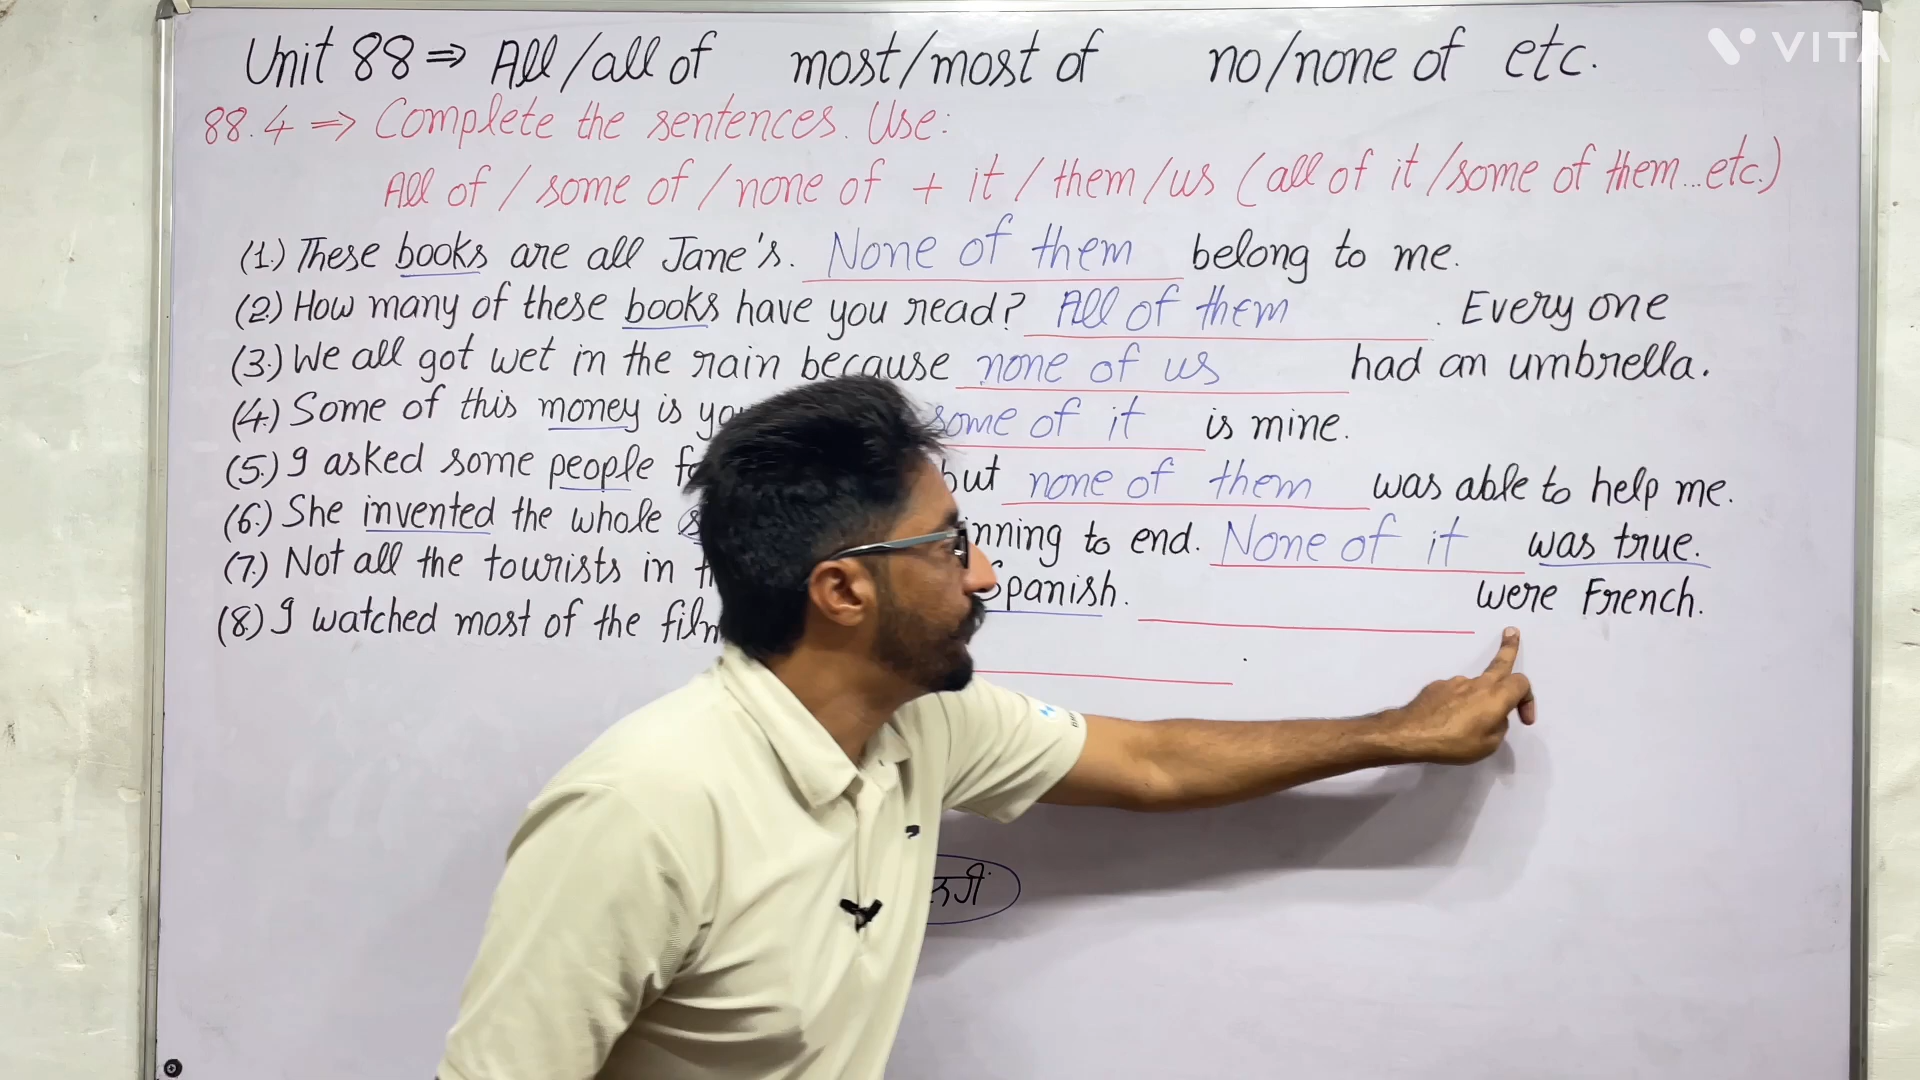 VITA
Unit 88 ⇒ All/all of most/most of no/none of etc.
88.4 ⇒ Complete the sentences. Use:
All of / some of / none of + it / them / us (all of it / some of them...etc.)
(1.) These books are all Jane's. None of them belong to me.
(2.) How many of these books have you read? All of them. Every one
(3.) We all got wet in the rain because none of us had an umbrella.
(4.) Some of this money is some of it is mine.
(5.) I asked some people but none of them was able to help me.
(6.) She invented the whole to end. None of it was true.
(7.) Not all the tourists in Spanish. were French.
(8.) I watched most of the